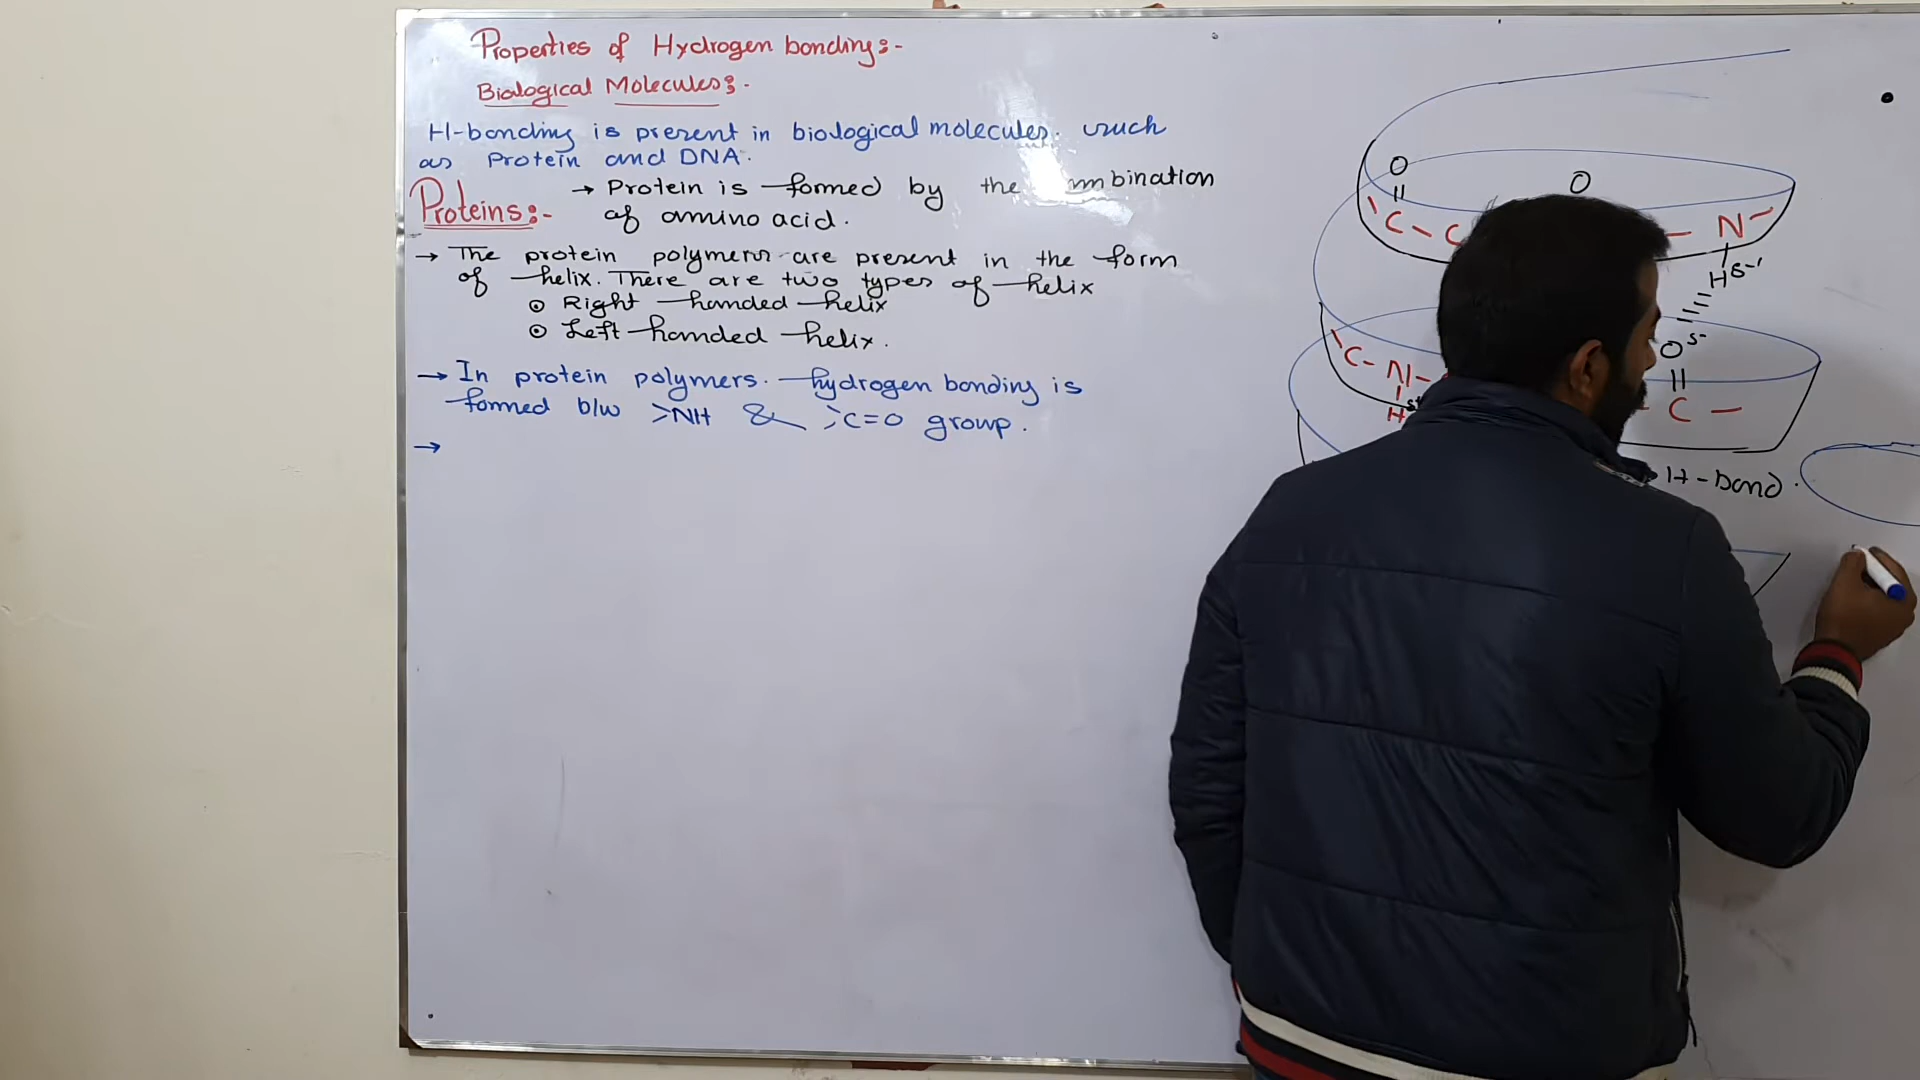 Properties of Hydrogen bonding:-
Biological Molecules:-
H-bonding is present in biological molecules. such
as Protein and DNA.
Proteins:-
→ Protein is formed by the mbination
of amino acid.
→ The protein polymers are present in the form
of helix. There are two types of helix
⊙ Right handed helix
⊙ Left handed helix.
→ In protein polymers. hydrogen bonding is
formed b/w >NH & >C=O group.
→
O
O
\ C - C
- N -
H δ-
O δ-
\ C - N -
H δ+
- C -
H-bond.